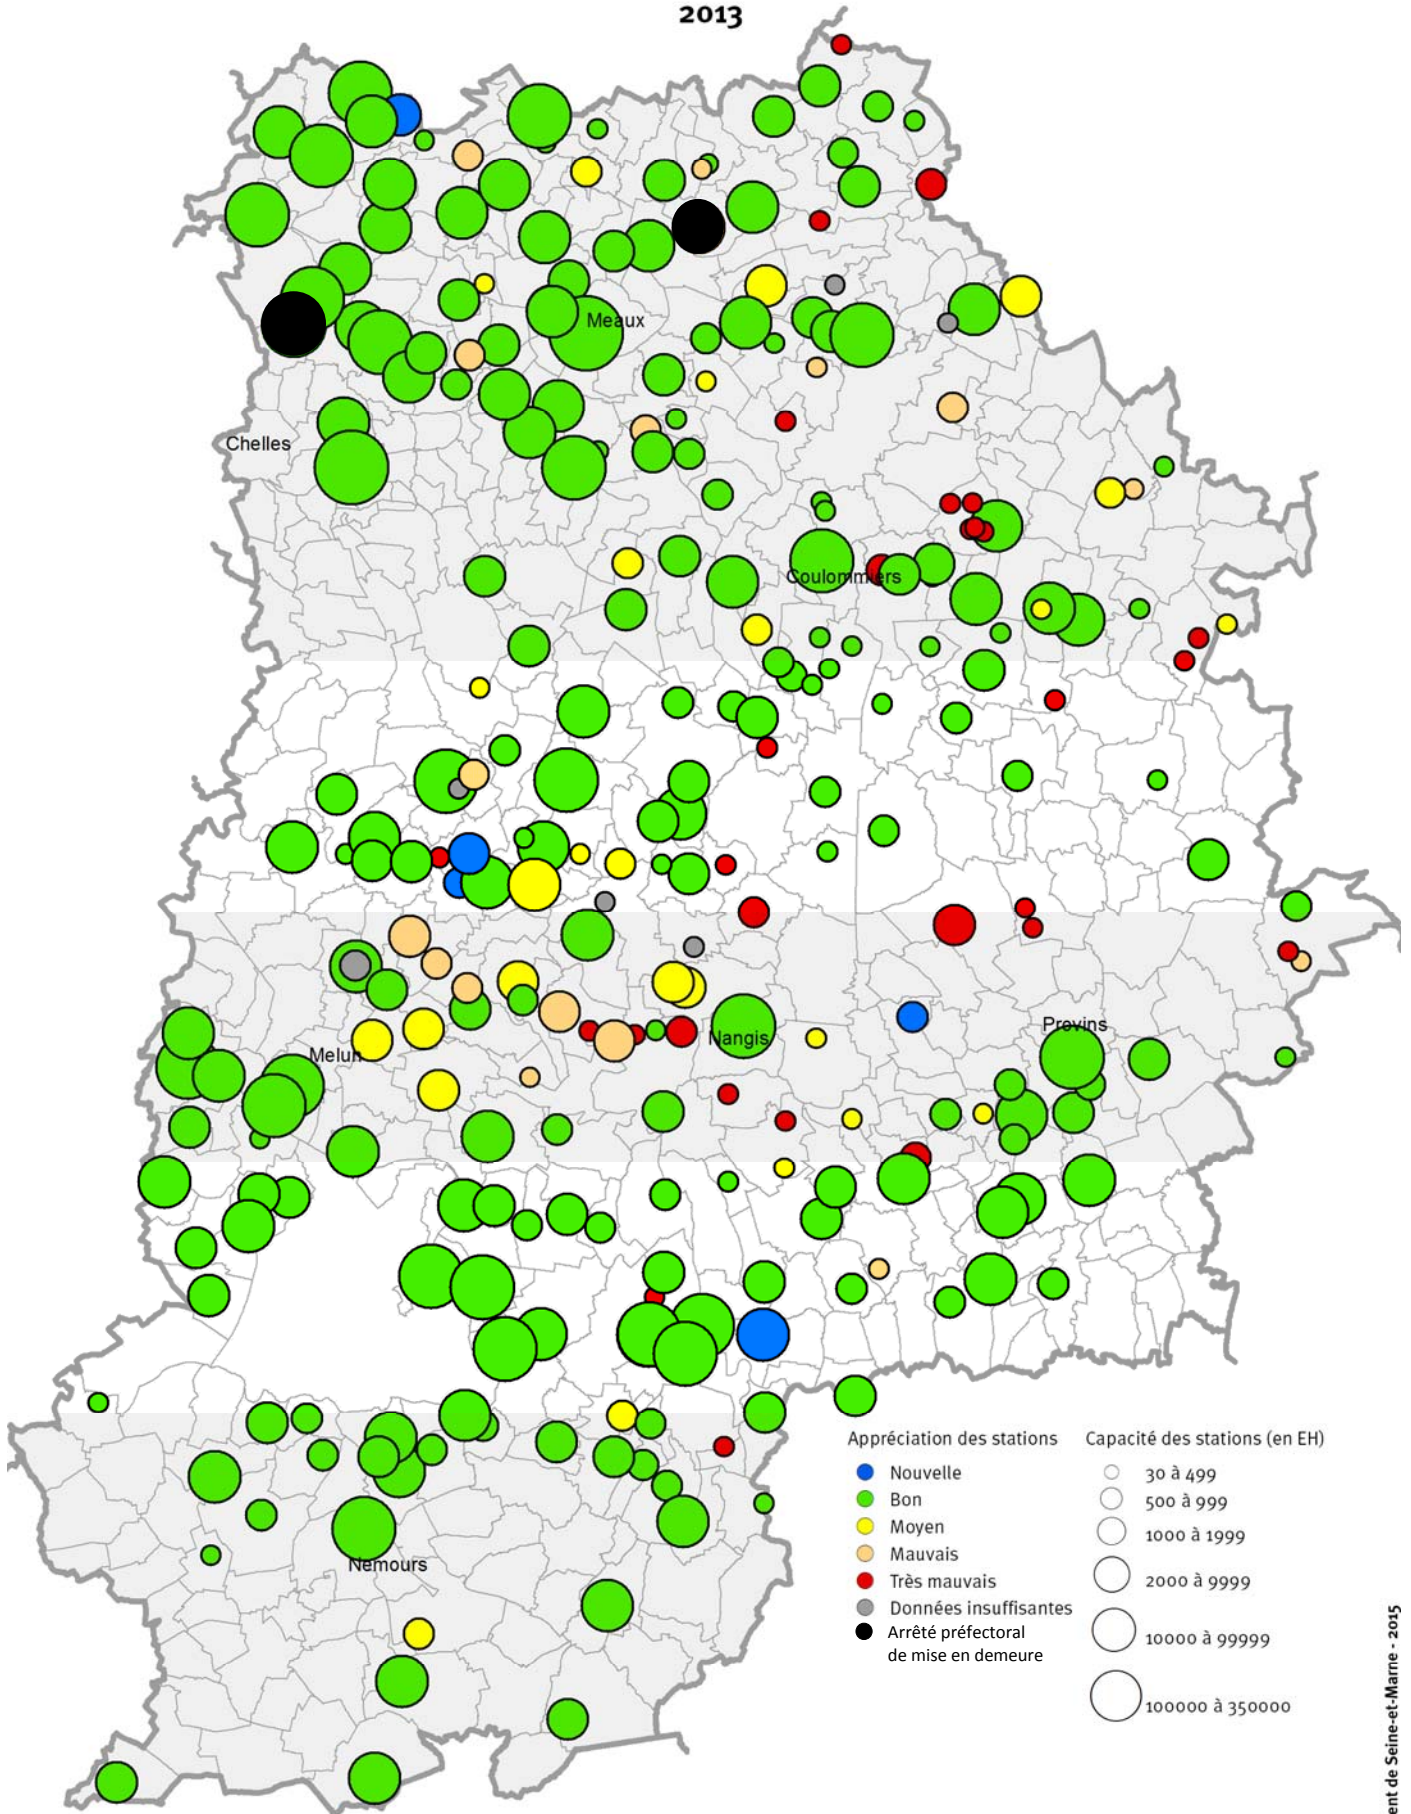 2013
Meaux
Chelles
Coulommiers
Provins
Nangis
Melun
Appréciation des stations
Nouvelle
Bon
Moyen
Mauvais
Très mauvais
Données insuffisantes
Arrêté préfectoral
de mise en demeure
Capacité des stations (en EH)
30 à 499
500 à 999
1000 à 1999
2000 à 9999
10000 à 99999
100000 à 350000
Nemours
ent de Seine-et-Marne - 2015